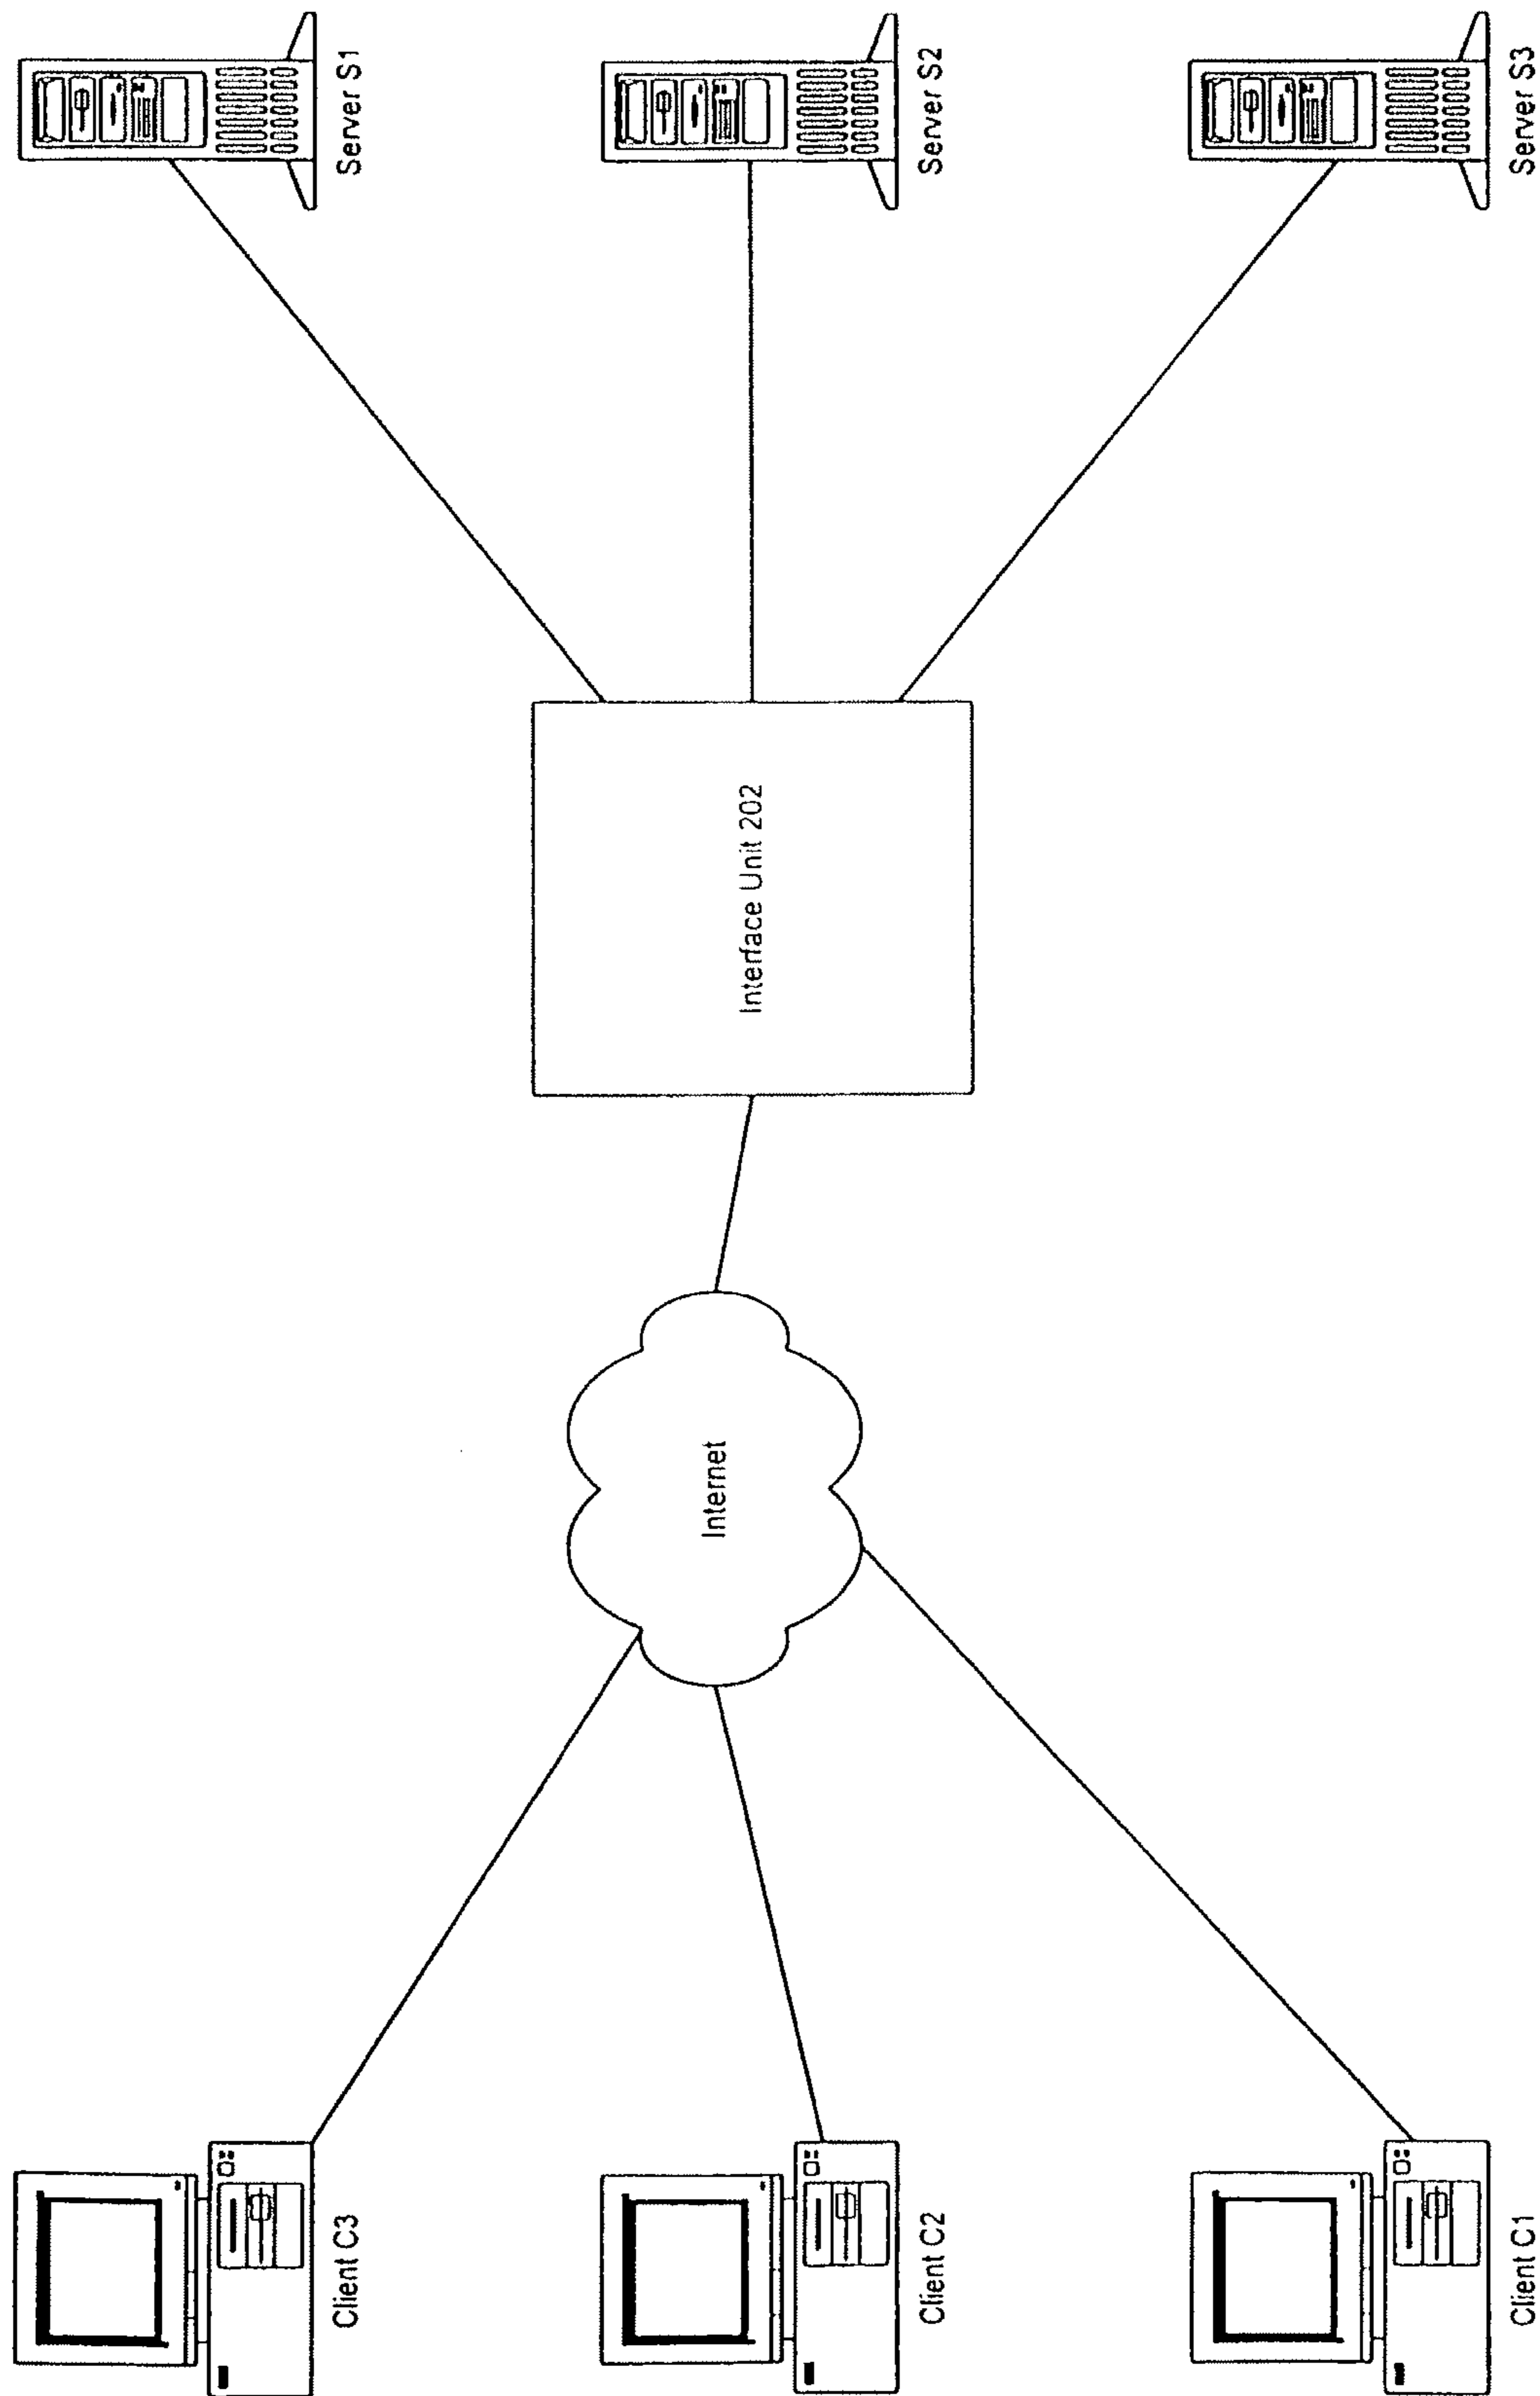 Client C3
Client C2
Client C1
Internet
Interface Unit 202
Server S1
Server S2
Server S3